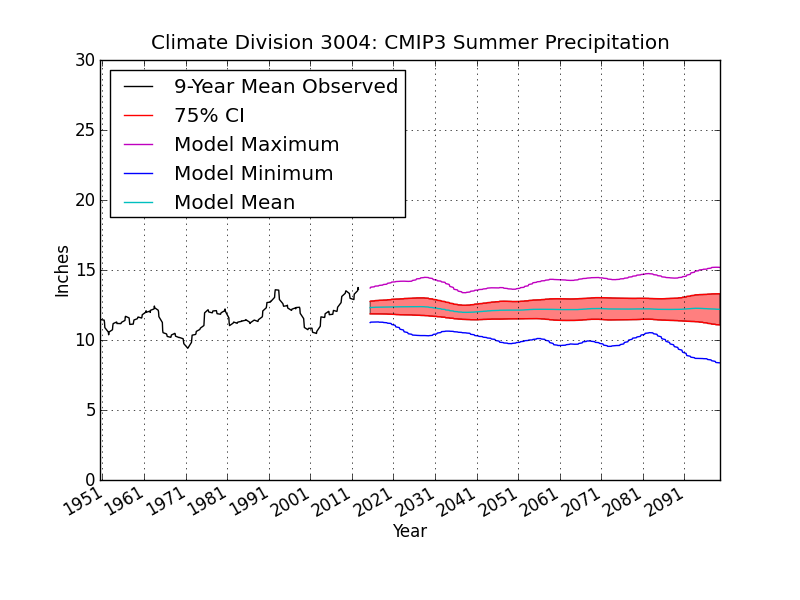 Climate Division 3004: CMIP3 Summer Precipitation
30
25
20
15
10
5
0
Inches
9-Year Mean Observed
75% CI
Model Maximum
Model Minimum
Model Mean
1951
1961
1971
1981
1991
2001
2011
2021
2031
2041
2051
2061
2071
2081
2091
Year